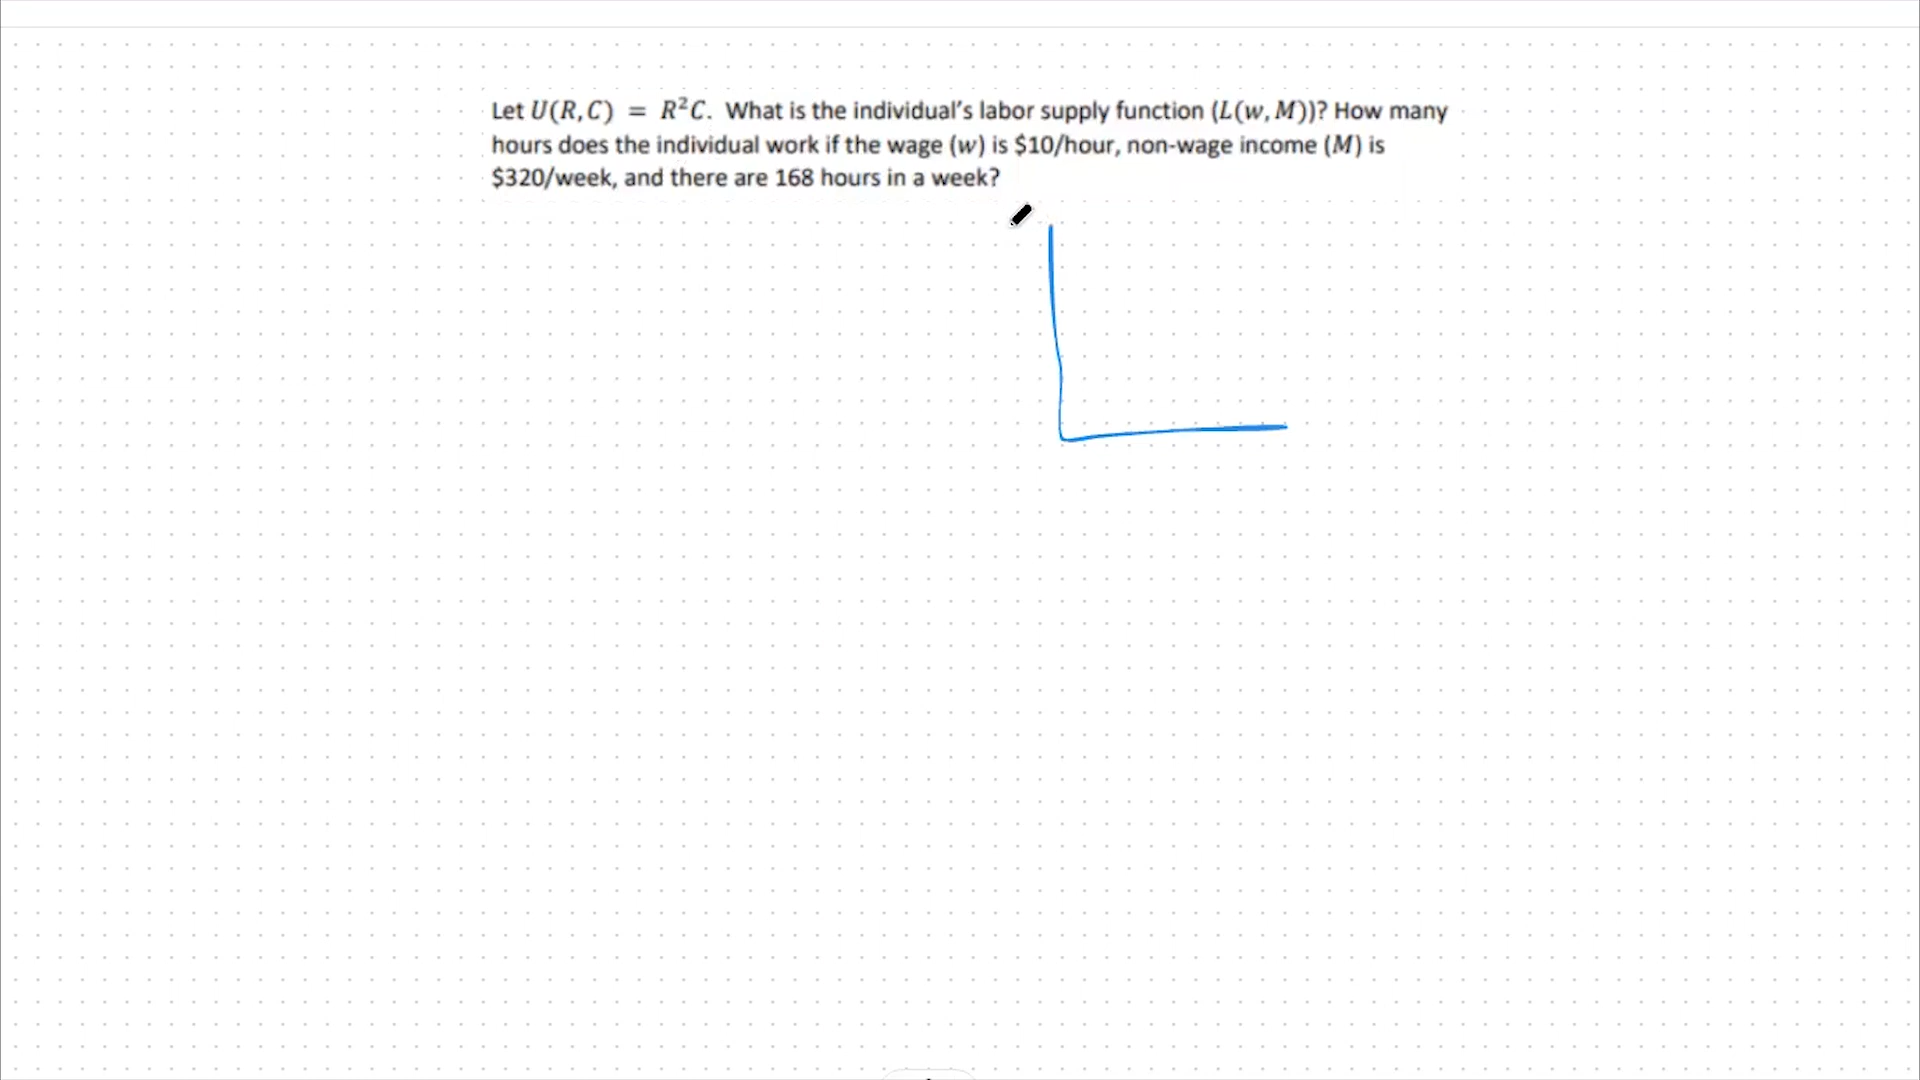 Let U(R, C) = R²C. What is the individual's labor supply function (L(w, M))? How many
hours does the individual work if the wage (w) is $10/hour, non-wage income (M) is
$320/week, and there are 168 hours in a week?